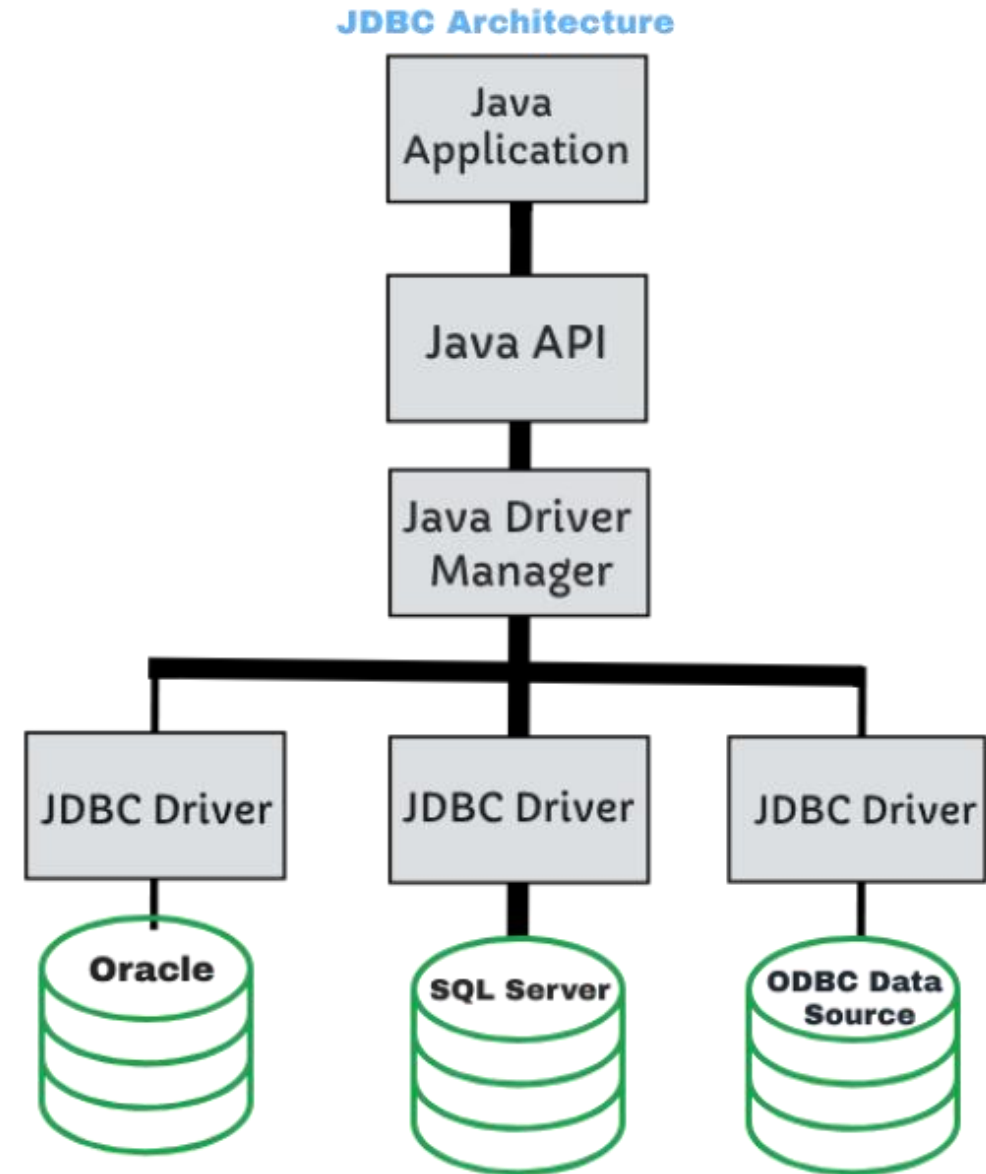 JDBC Architecture
Java
Application
Java API
Java Driver
Manager
JDBC Driver
JDBC Driver
JDBC Driver
Oracle
SQL Server
ODBC Data
Source